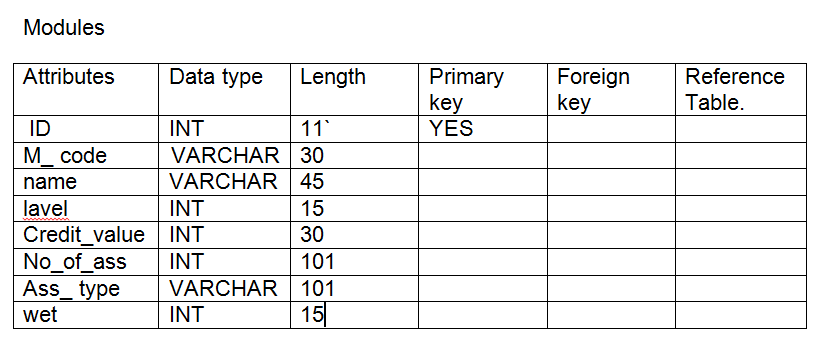 Modules
Attributes Data type Length Primary key Foreign key Reference Table.
ID INT 11` YES
M_ code VARCHAR 30
name VARCHAR 45
lavel INT 15
Credit_value INT 30
No_of_ass INT 101
Ass_ type VARCHAR 101
wet INT 15